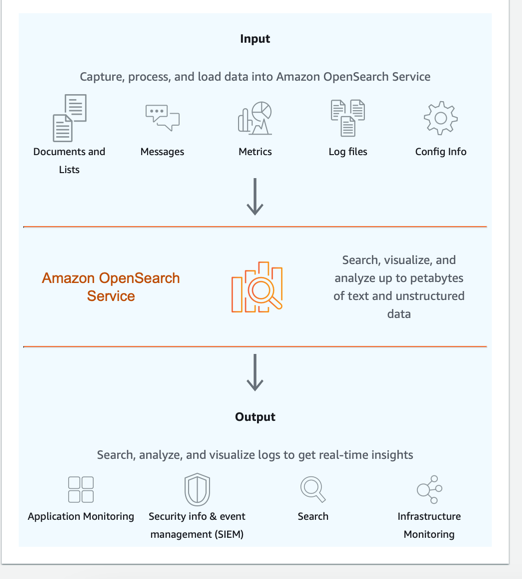 Input
Capture, process, and load data into Amazon OpenSearch Service
Documents and
Lists
Messages
Metrics
Log files
Config Info
Amazon OpenSearch
Service
Search, visualize, and
analyze up to petabytes
of text and unstructured
data
Output
Search, analyze, and visualize logs to get real-time insights
Application Monitoring
Security info & event
management (SIEM)
Search
Infrastructure
Monitoring